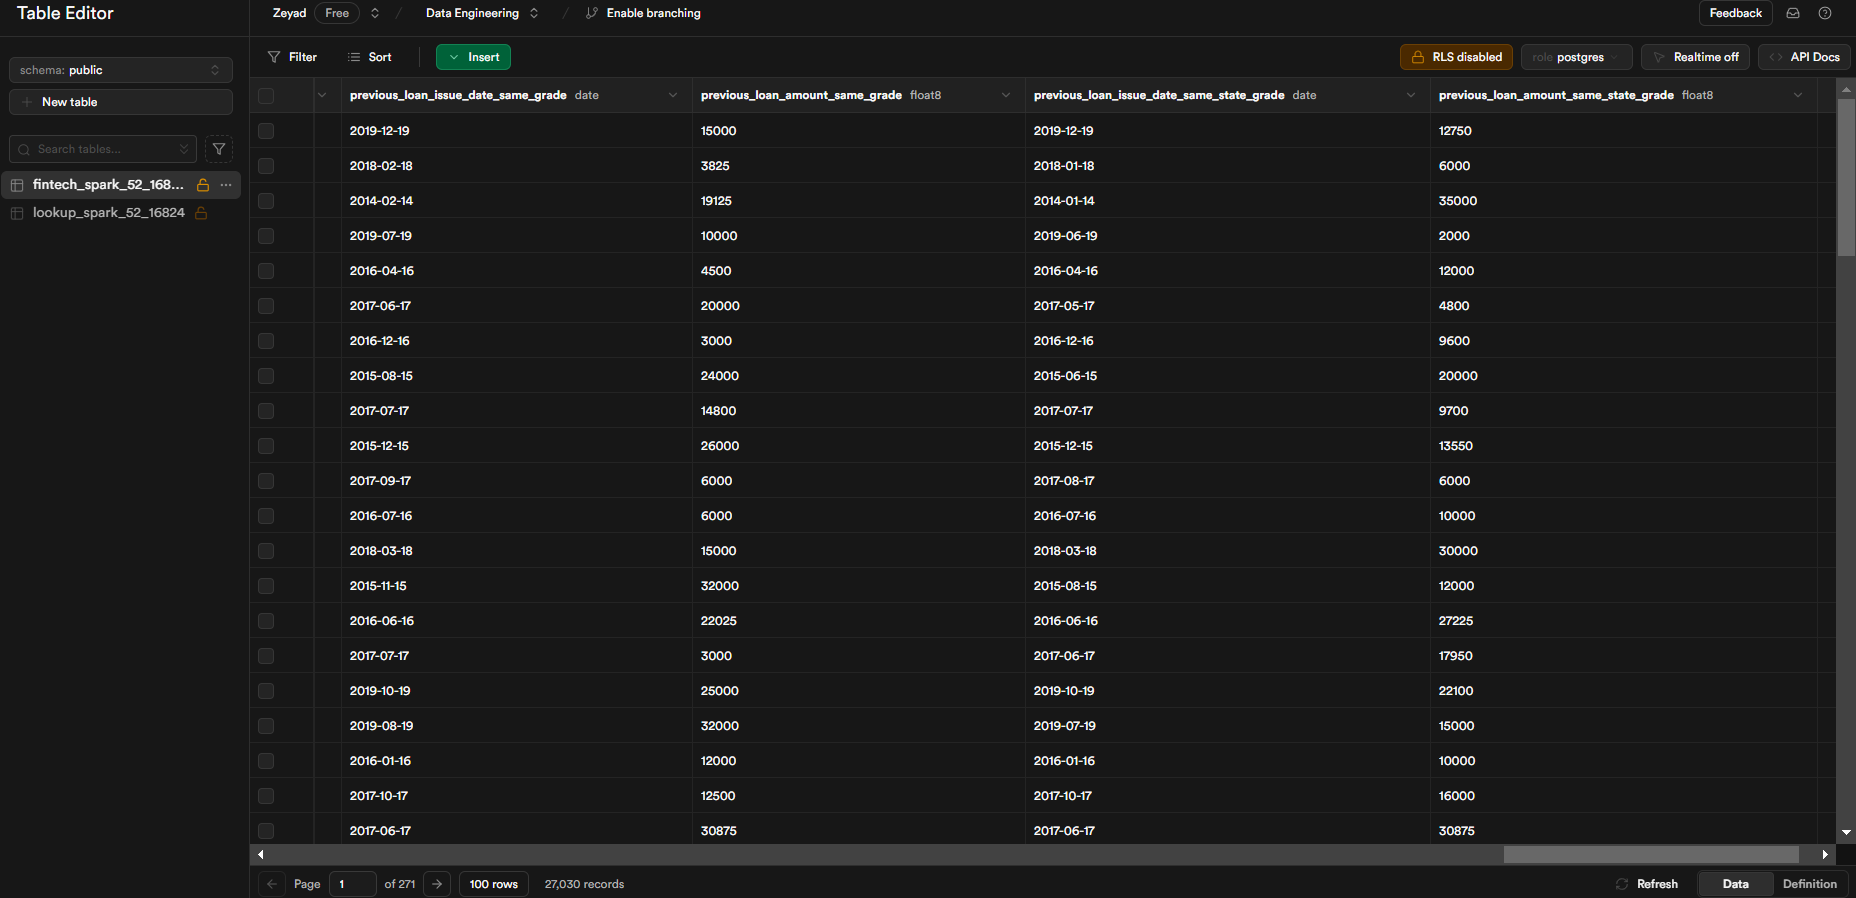 Table Editor
Zeyad Free / Data Engineering / Enable branching
Feedback
schema: public
New table
Search tables...
fintech_spark_52_168...
lookup_spark_52_16824
Filter Sort Insert
RLS disabled role postgres Realtime off API Docs
previous_loan_issue_date_same_grade date previous_loan_amount_same_grade float8 previous_loan_issue_date_same_state_grade date previous_loan_amount_same_state_grade float8
2019-12-19 15000 2019-12-19 12750
2018-02-18 3825 2018-01-18 6000
2014-02-14 19125 2014-01-14 35000
2019-07-19 10000 2019-06-19 2000
2016-04-16 4500 2016-04-16 12000
2017-06-17 20000 2017-05-17 4800
2016-12-16 3000 2016-12-16 9600
2015-08-15 24000 2015-06-15 20000
2017-07-17 14800 2017-07-17 9700
2015-12-15 26000 2015-12-15 13550
2017-09-17 6000 2017-08-17 6000
2016-07-16 6000 2016-07-16 10000
2018-03-18 15000 2018-03-18 30000
2015-11-15 32000 2015-08-15 12000
2016-06-16 22025 2016-06-16 27225
2017-07-17 3000 2017-06-17 17950
2019-10-19 25000 2019-10-19 22100
2019-08-19 32000 2019-07-19 15000
2016-01-16 12000 2016-01-16 10000
2017-10-17 12500 2017-10-17 16000
2017-06-17 30875 2017-06-17 30875
Page 1 of 271 100 rows 27,030 records
Refresh Data Definition